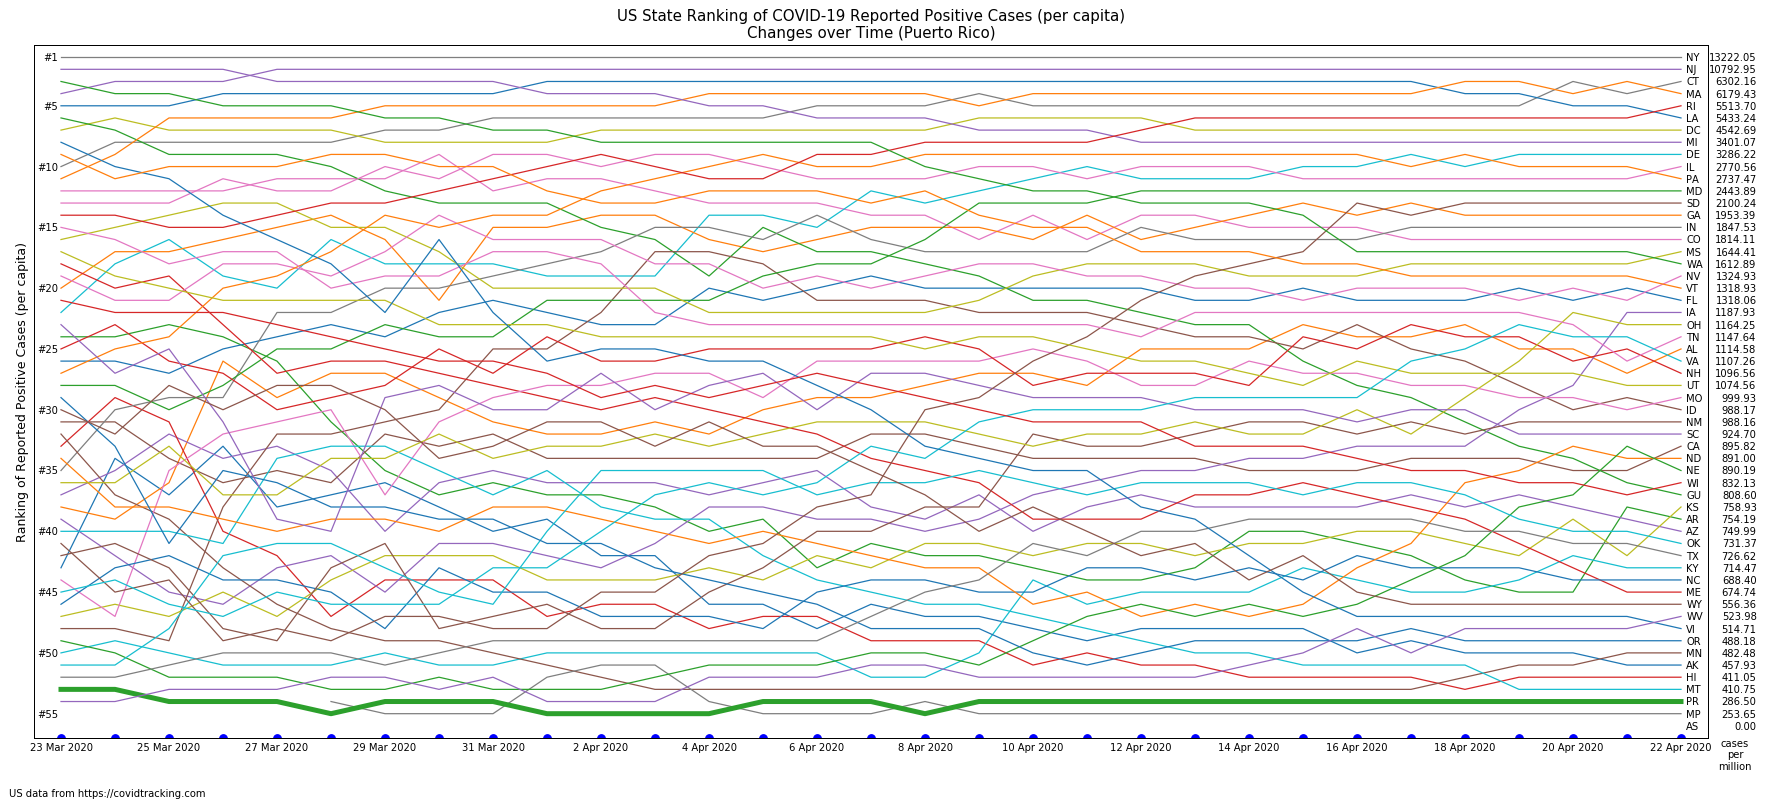 US State Ranking of COVID-19 Reported Positive Cases (per capita)
Changes over Time (Puerto Rico)
Ranking of Reported Positive Cases (per capita)
#1
#5
#10
#15
#20
#25
#30
#35
#40
#45
#50
#55
NY 13222.05
NJ 10792.95
CT 6302.16
MA 6179.43
RI 5513.70
LA 5433.24
DC 4542.69
MI 3401.07
DE 3286.22
IL 2770.56
PA 2737.47
MD 2443.89
SD 2100.24
GA 1953.39
IN 1847.53
CO 1814.11
MS 1644.41
WA 1612.89
NV 1324.93
VT 1318.93
FL 1318.06
IA 1187.93
OH 1164.25
TN 1147.64
AL 1114.58
VA 1107.26
NH 1096.56
UT 1074.56
MO 999.93
ID 988.17
NM 988.16
SC 924.70
CA 895.82
ND 891.00
NE 890.19
WI 832.13
GU 808.60
KS 758.93
AR 754.19
AZ 749.99
OK 731.37
TX 726.62
KY 714.47
NC 688.40
ME 674.74
WY 556.36
WV 523.98
VI 514.71
OR 488.18
MN 482.48
AK 457.93
HI 411.05
MT 410.75
PR 286.50
MP 253.65
AS 0.00
23 Mar 2020 25 Mar 2020 27 Mar 2020 29 Mar 2020 31 Mar 2020 2 Apr 2020 4 Apr 2020 6 Apr 2020 8 Apr 2020 10 Apr 2020 12 Apr 2020 14 Apr 2020 16 Apr 2020 18 Apr 2020 20 Apr 2020 22 Apr 2020
cases
per
million
US data from https://covidtracking.com